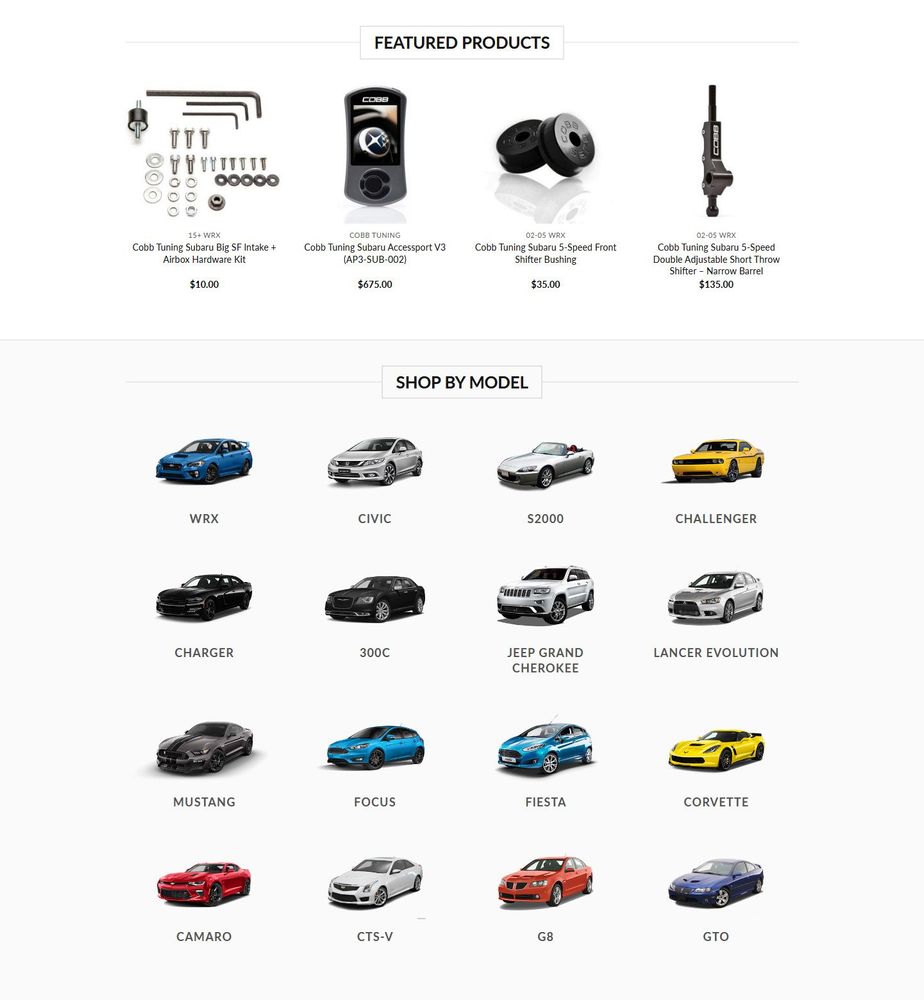 FEATURED PRODUCTS
COBB
COBB
COBB
15+ WRX
COBB TUNING
02-05 WRX
02-05 WRX
Cobb Tuning Subaru Big SF Intake +
Airbox Hardware Kit
Cobb Tuning Subaru Accessport V3
(AP3-SUB-002)
Cobb Tuning Subaru 5-Speed Front
Shifter Bushing
Cobb Tuning Subaru 5-Speed
Double Adjustable Short Throw
Shifter – Narrow Barrel
$10.00
$675.00
$35.00
$135.00
SHOP BY MODEL
WRX
CIVIC
S2000
CHALLENGER
CHARGER
300C
JEEP GRAND
CHEROKEE
LANCER EVOLUTION
MUSTANG
FOCUS
FIESTA
CORVETTE
CAMARO
CTS-V
G8
GTO